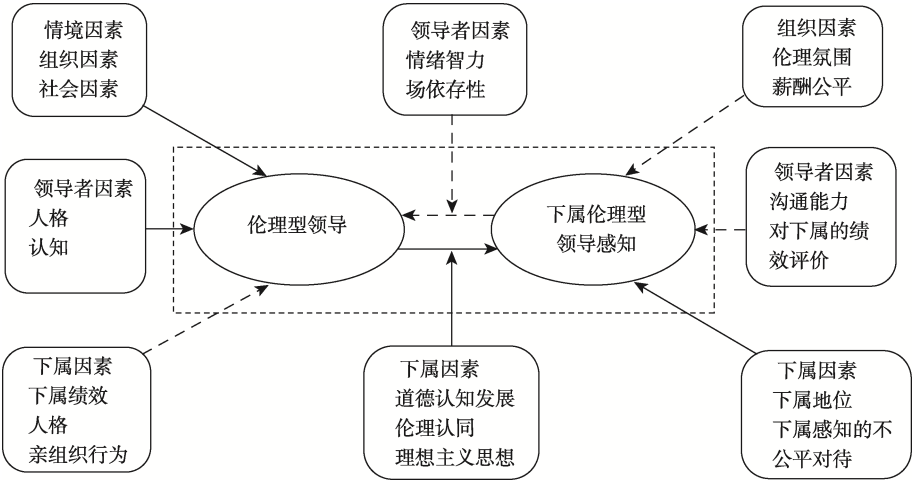 情境因素
组织因素
社会因素
领导者因素
情绪智力
场依存性
组织因素
伦理氛围
薪酬公平
领导者因素
人格
认知
伦理型领导
下属伦理型
领导感知
领导者因素
沟通能力
对下属的绩
效评价
下属因素
下属绩效
人格
亲组织行为
下属因素
道德认知发展
伦理认同
理想主义思想
下属因素
下属地位
下属感知的不
公平对待